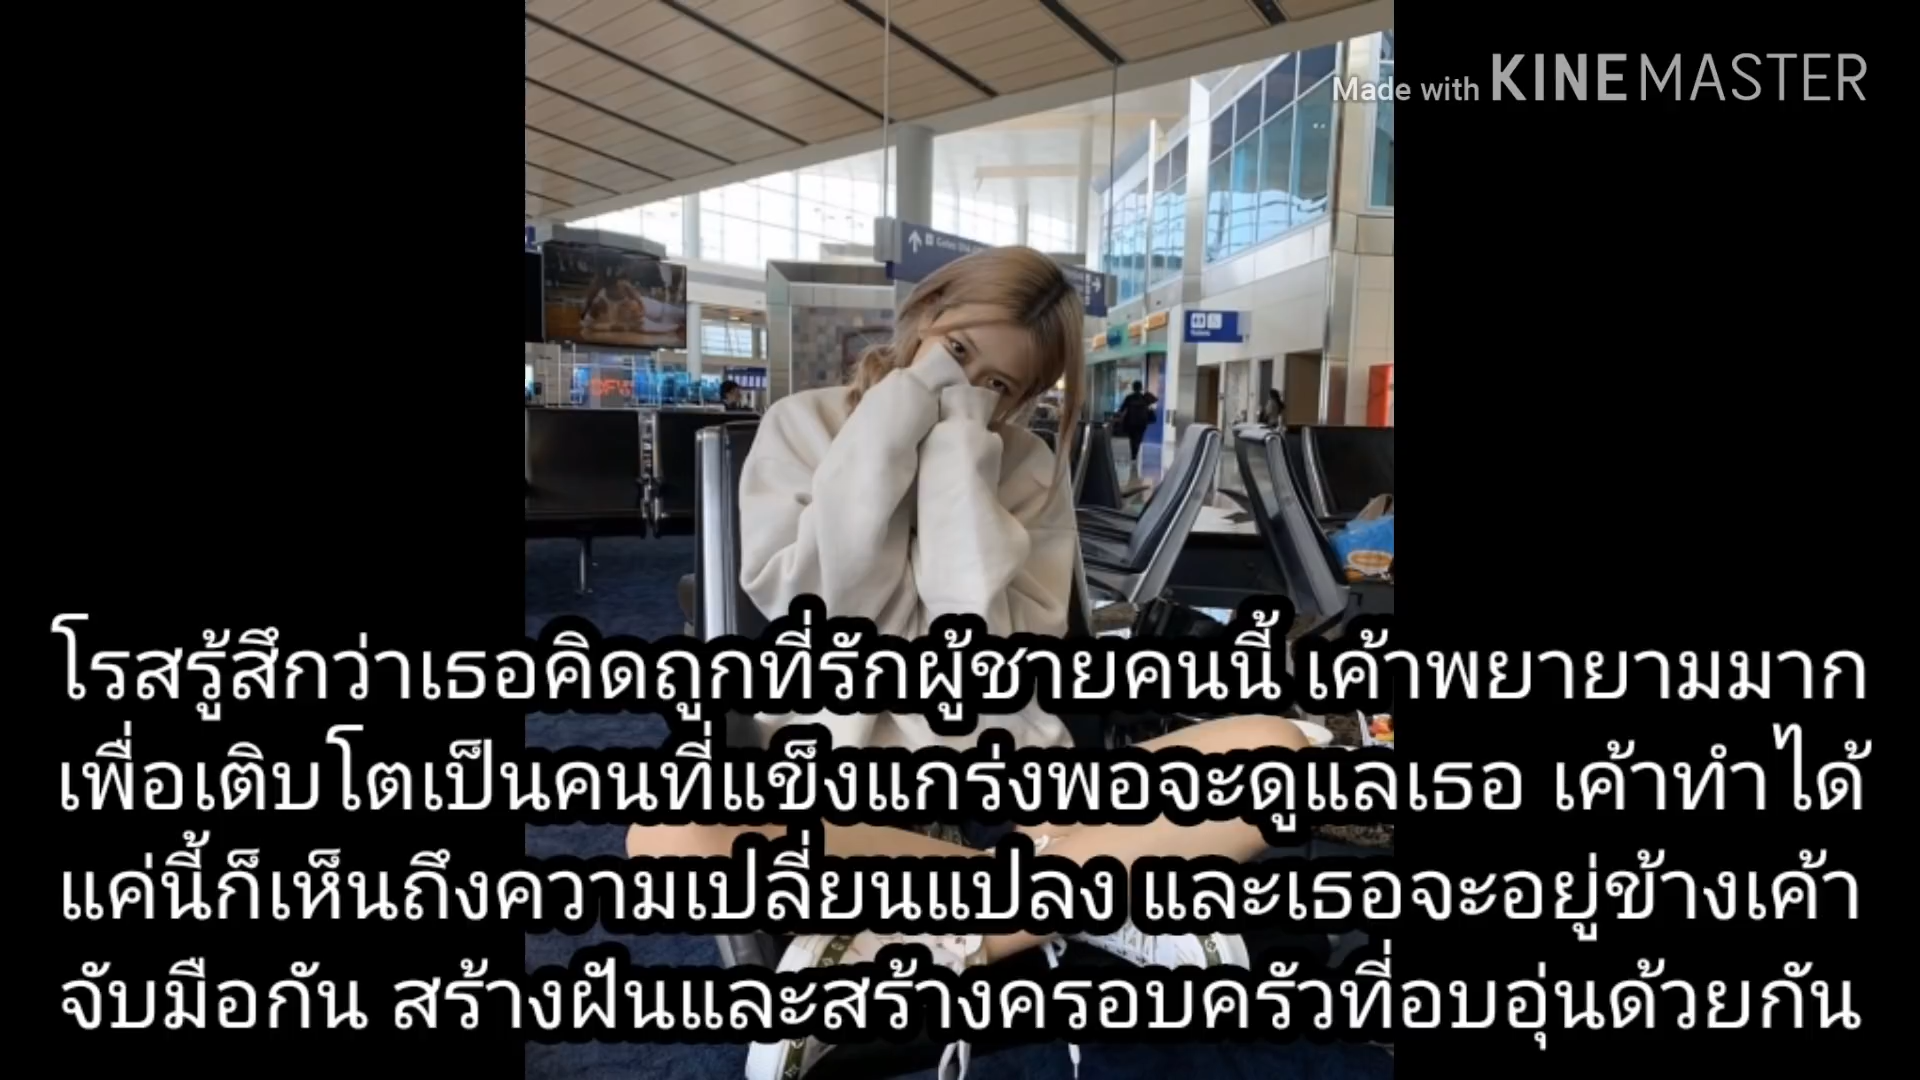 Made with KINEMASTER
โรสรู้สึกว่าเธอคิดถูกที่รักผู้ชายคนนี้ เค้าพยายามมาก
เพื่อเติบโตเป็นคนที่แข็งแกร่งพอจะดูแลเธอ เค้าทำได้
แค่นี้ก็เห็นถึงความเปลี่ยนแปลง และเธอจะอยู่ข้างเค้า
จับมือกัน สร้างฝันและสร้างครอบครัวที่อบอุ่นด้วยกัน